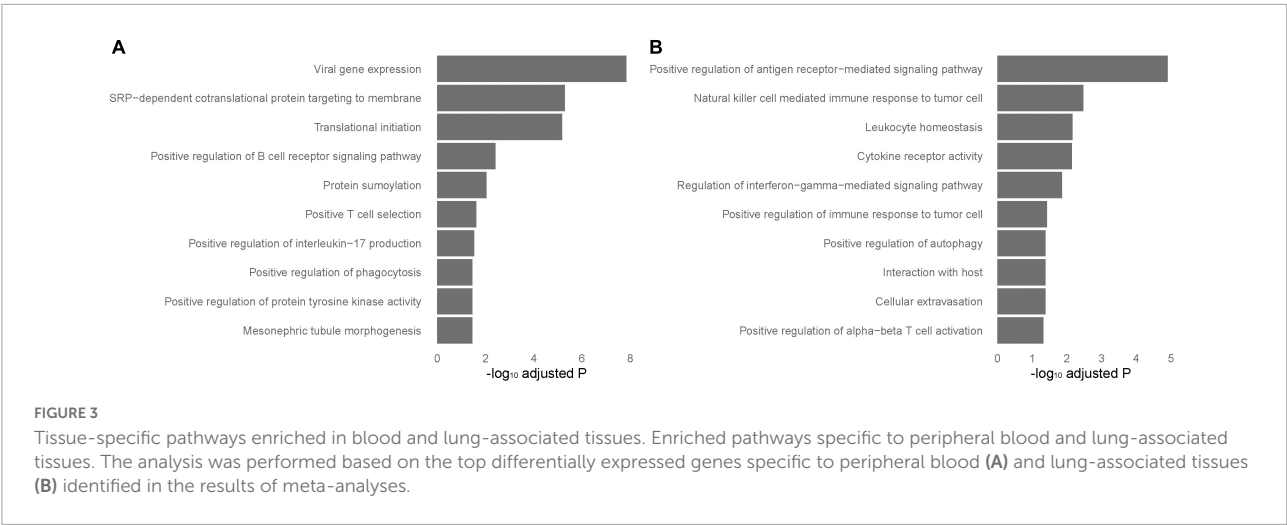 A
Viral gene expression
SRP−dependent cotranslational protein targeting to membrane
Translational initiation
Positive regulation of B cell receptor signaling pathway
Protein sumoylation
Positive T cell selection
Positive regulation of interleukin−17 production
Positive regulation of phagocytosis
Positive regulation of protein tyrosine kinase activity
Mesonephric tubule morphogenesis
0 2 4 6 8
-log₁₀ adjusted P
B
Positive regulation of antigen receptor−mediated signaling pathway
Natural killer cell mediated immune response to tumor cell
Leukocyte homeostasis
Cytokine receptor activity
Regulation of interferon−gamma−mediated signaling pathway
Positive regulation of immune response to tumor cell
Positive regulation of autophagy
Interaction with host
Cellular extravasation
Positive regulation of alpha−beta T cell activation
0 1 2 3 4 5
-log₁₀ adjusted P
FIGURE 3
Tissue-specific pathways enriched in blood and lung-associated tissues. Enriched pathways specific to peripheral blood and lung-associated
tissues. The analysis was performed based on the top differentially expressed genes specific to peripheral blood (A) and lung-associated tissues
(B) identified in the results of meta-analyses.